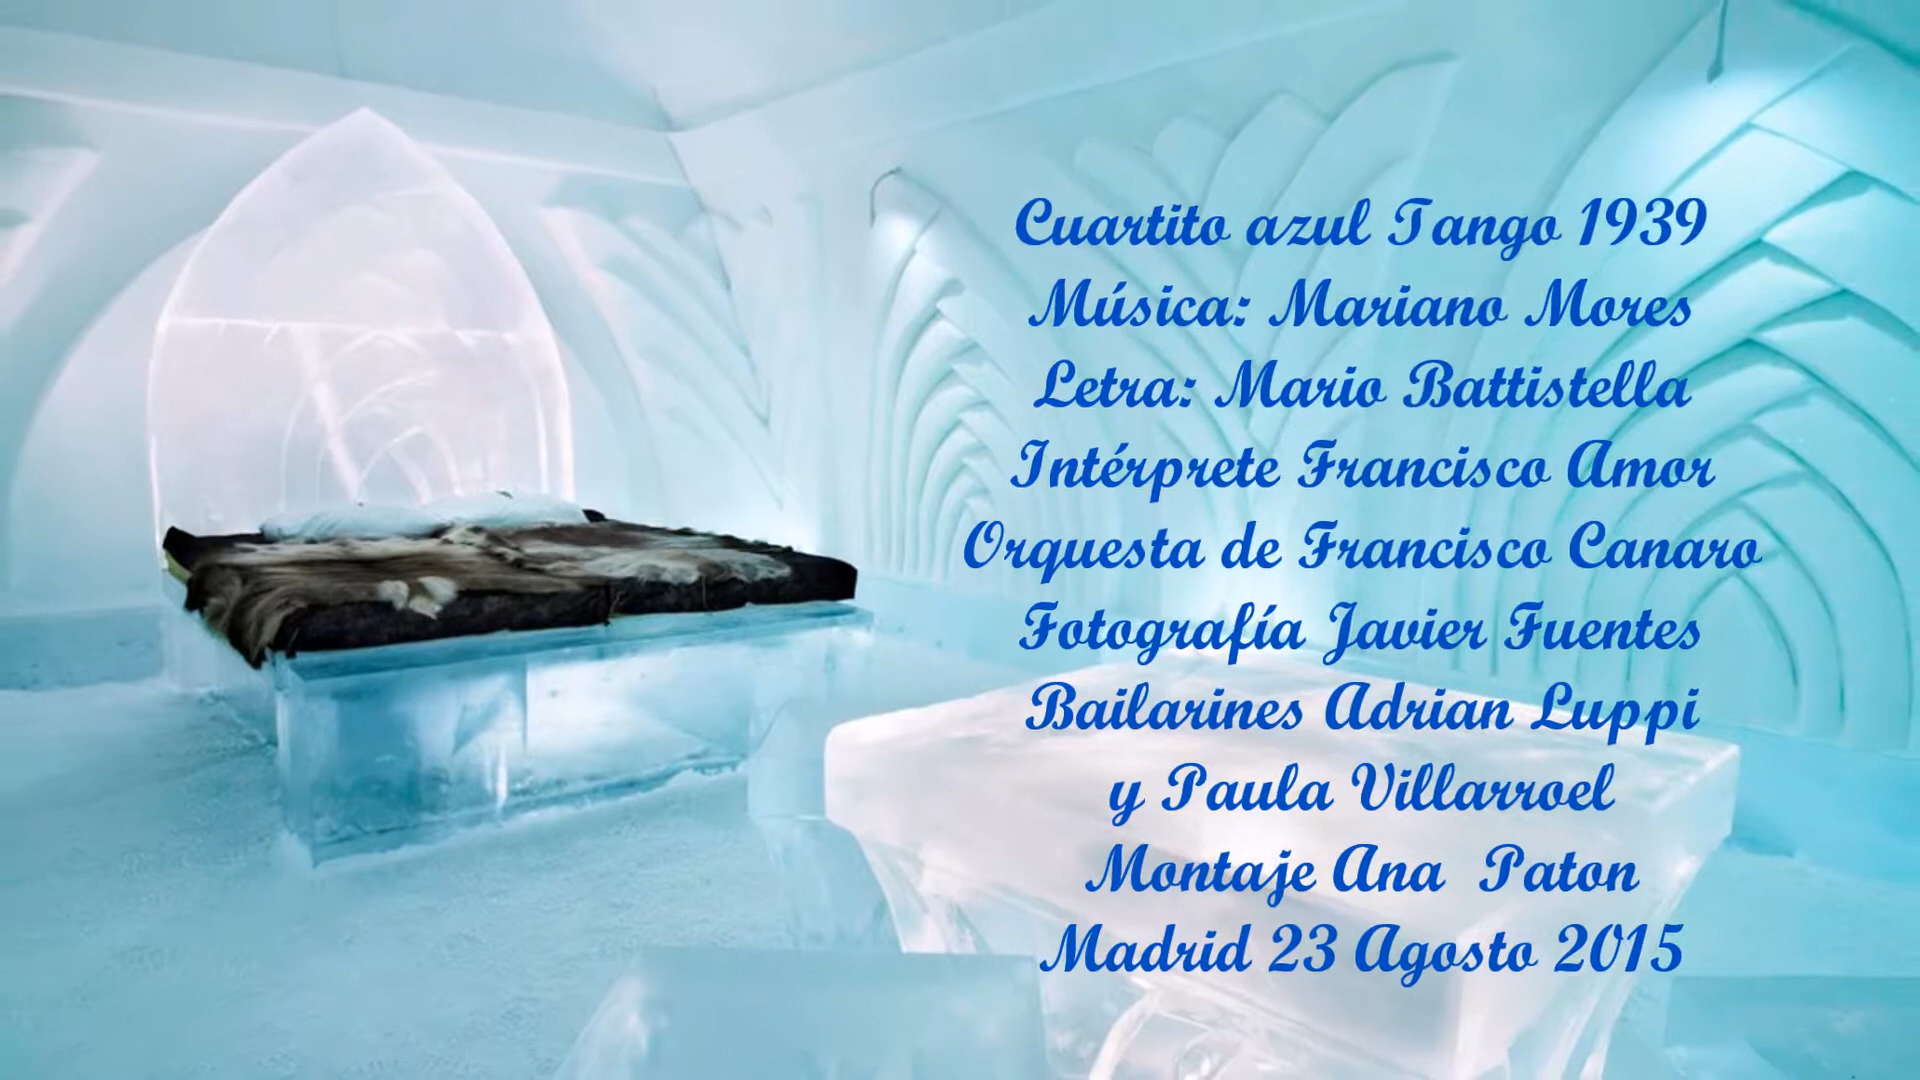 Cuartito azul Tango 1939
Música: Mariano Mores
Letra: Mario Battistella
Intérprete Francisco Amor
Orquesta de Francisco Canaro
Fotografía Javier Fuentes
Bailarines Adrian Luppi
y Paula Villarroel
Montaje Ana Paton
Madrid 23 Agosto 2015